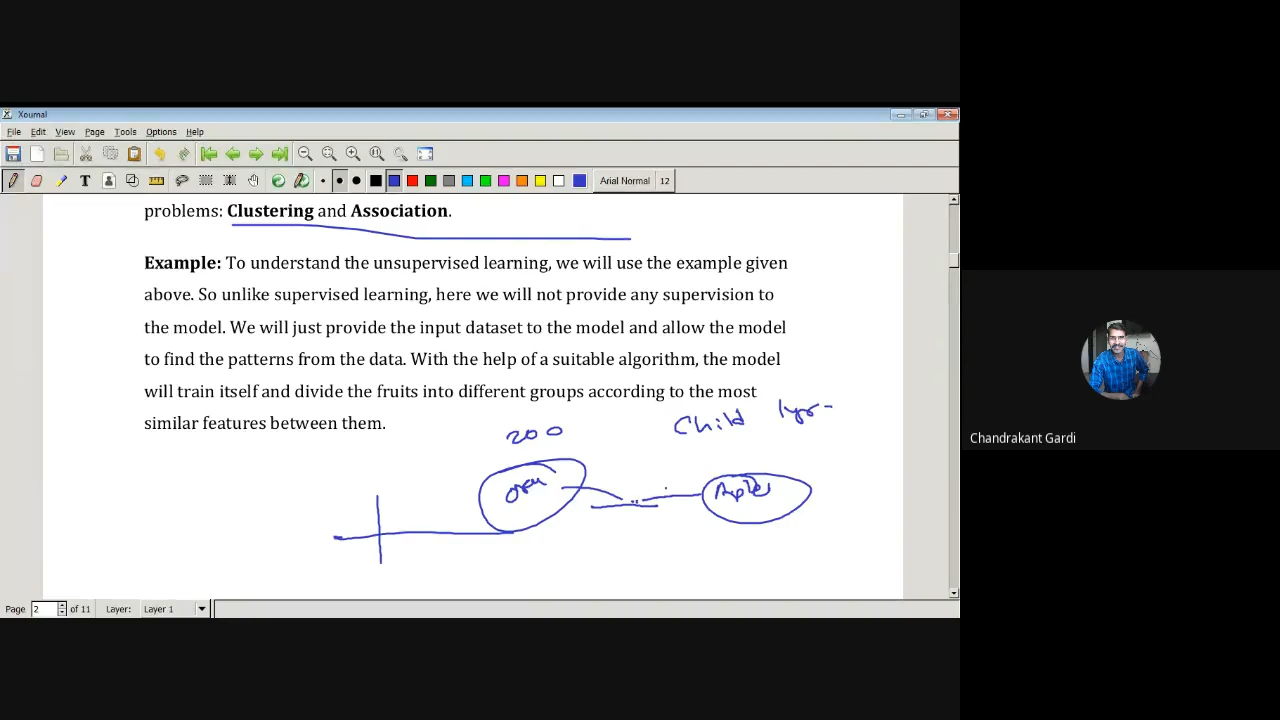 Xournal
File Edit View Page Tools Options Help
Arial Normal 12
problems: Clustering and Association.
Example: To understand the unsupervised learning, we will use the example given
above. So unlike supervised learning, here we will not provide any supervision to
the model. We will just provide the input dataset to the model and allow the model
to find the patterns from the data. With the help of a suitable algorithm, the model
will train itself and divide the fruits into different groups according to the most
similar features between them.
Child 1yr-
200
Page 2 of 11 Layer: Layer 1
Chandrakant Gardi